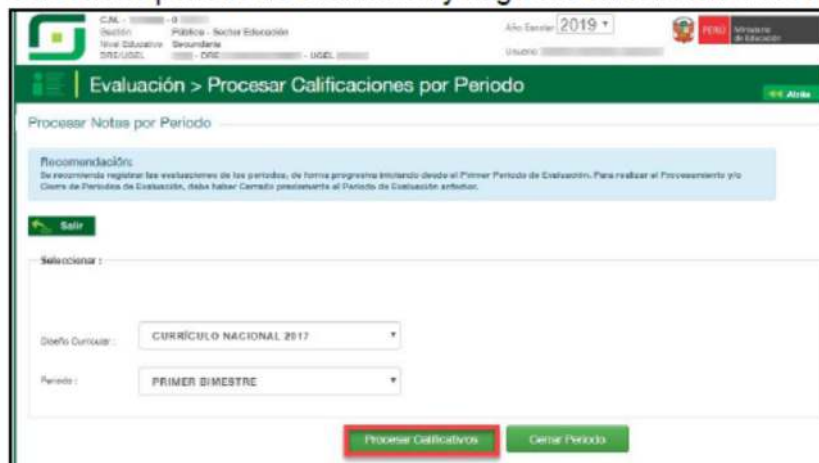 C.M. - - 0
Gestión Pública - Sector Educación
Nivel Educativo Secundaria
DRE/UGEL - DRE - UGEL
Año Escolar 2019
Usuario
PERÚ Ministerio de Educación
Evaluación > Procesar Calificaciones por Periodo
Atrás
Procesar Notas por Periodo
Recomendación:
Se recomienda registrar las evaluaciones de los periodos, de forma progresiva iniciando desde el Primer Periodo de Evaluación. Para realizar el Procesamiento y/o
Cierre de Periodos de Evaluación, debe haber Cerrado previamente el Periodo de Evaluación anterior.
Salir
Seleccionar :
Diseño Curricular : CURRÍCULO NACIONAL 2017
Periodo : PRIMER BIMESTRE
Procesar Calificativos Cerrar Periodo